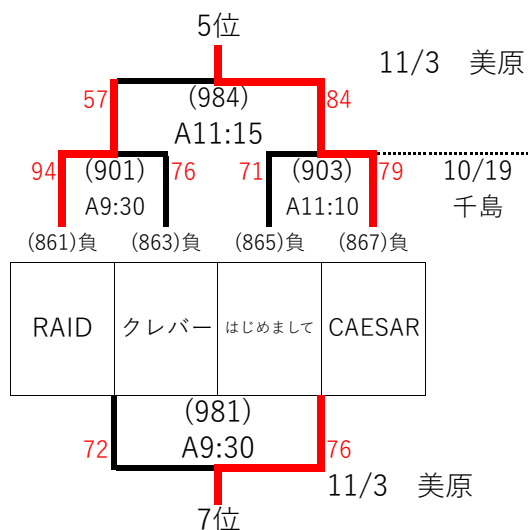 5位
11/3　美原
57
(984)
84
A11:15
94
(901)
76
71
(903)
79
10/19
A9:30
A11:10
千島
(861)負
(863)負
(865)負
(867)負
RAID
クレバー
はじめまして
CAESAR
(981)
72
A9:30
76
11/3　美原
7位